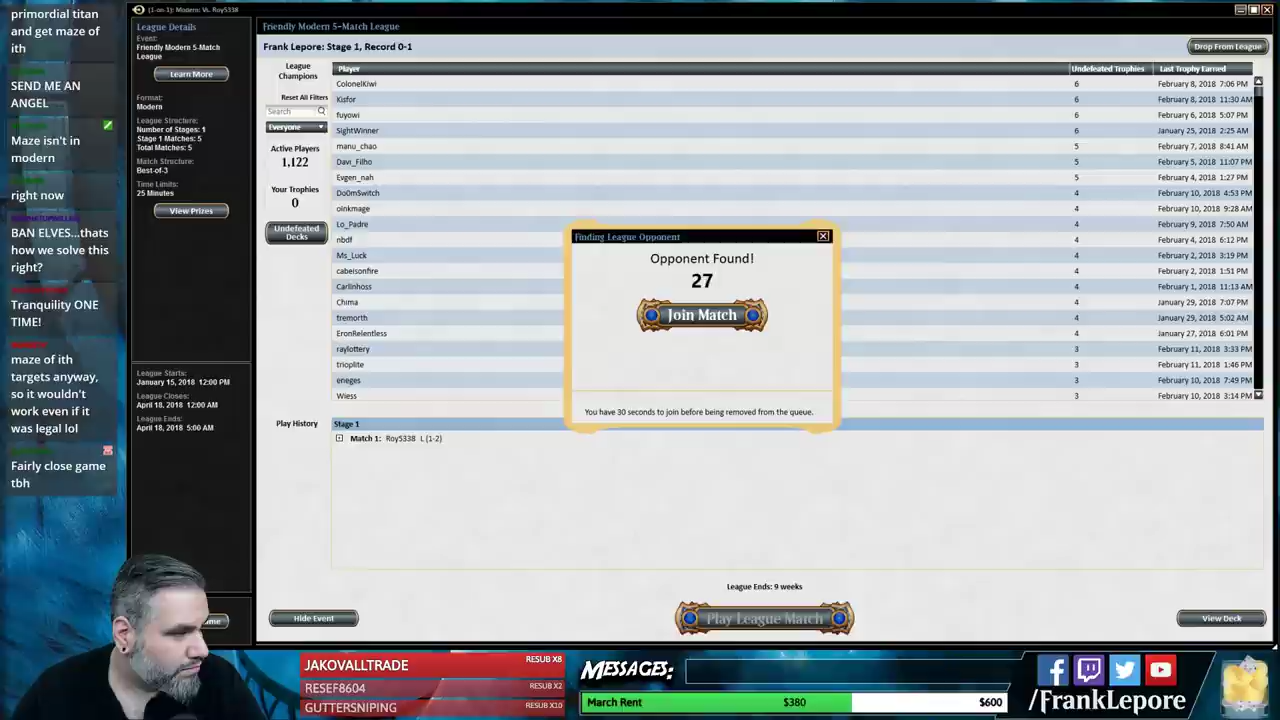 primordial titan
and get maze of
ith
SEND ME AN
ANGEL
Maze isn't in
modern
right now
BAN ELVES...thats
how we solve this
right?
Tranquility ONE
TIME!
maze of ith
targets anyway,
so it wouldn't
work even if it
was legal lol
Fairly close game
tbh
(1-on-1): Modern: Vs. RoyS338
League Details
Event:
Friendly Modern 5-Match
League
Learn More
Format:
Modern
League Structure:
Number of Stages: 1
Stage 1 Matches: 5
Total Matches: 5
Match Structure:
Best-of-3
Time Limits:
25 Minutes
View Prizes
League Starts:
January 15, 2018 12:00 PM
League Closes:
April 18, 2018 12:00 AM
League Ends:
April 18, 2018 5:00 AM
Friendly Modern 5-Match League
Frank Lepore: Stage 1, Record 0-1
Drop From League
League
Champions
Reset All Filters
Search
Everyone
Active Players
1,122
Your Trophies
0
Undefeated
Decks
Player Undefeated Trophies Last Trophy Earned
ColonelKiwi 6 February 8, 2018 7:06 PM
Kisfor 6 February 8, 2018 11:30 AM
fuyowi 6 February 6, 2018 5:07 PM
SightWinner 6 January 25, 2018 2:25 AM
manu_chao 5 February 7, 2018 8:41 AM
Davi_Filho 5 February 5, 2018 11:07 PM
Evgen_nah 5 February 4, 2018 1:27 PM
Do0mSwitch 4 February 10, 2018 4:53 PM
oinkmage 4 February 10, 2018 9:28 AM
Lo_Padre 4 February 9, 2018 7:50 AM
nbdf 4 February 4, 2018 6:12 PM
Ms_Luck 4 February 2, 2018 3:19 PM
cabeisonfire 4 February 2, 2018 1:51 PM
Carlinhoss 4 February 1, 2018 11:13 AM
Chima 4 January 29, 2018 7:07 PM
tremorth 4 January 29, 2018 5:02 AM
EronRelentless 4 January 27, 2018 6:01 PM
raylottery 3 February 11, 2018 3:33 PM
trioplite 3 February 11, 2018 1:46 PM
eneges 3 February 10, 2018 7:49 PM
Wiess 3 February 10, 2018 3:14 PM
Finding League Opponent
Opponent Found!
27
Join Match
You have 30 seconds to join before being removed from the queue.
Play History
Stage 1
Match 1: RoyS338 L (1-2)
League Ends: 9 weeks
Hide Event
Play League Match
View Deck
JAKOVALLTRADE RESUB X8
RESEF8604 RESUB X2
GUTTERSNIPING RESUB X10
MESSAGES:
March Rent $380 $600
/FrankLepore